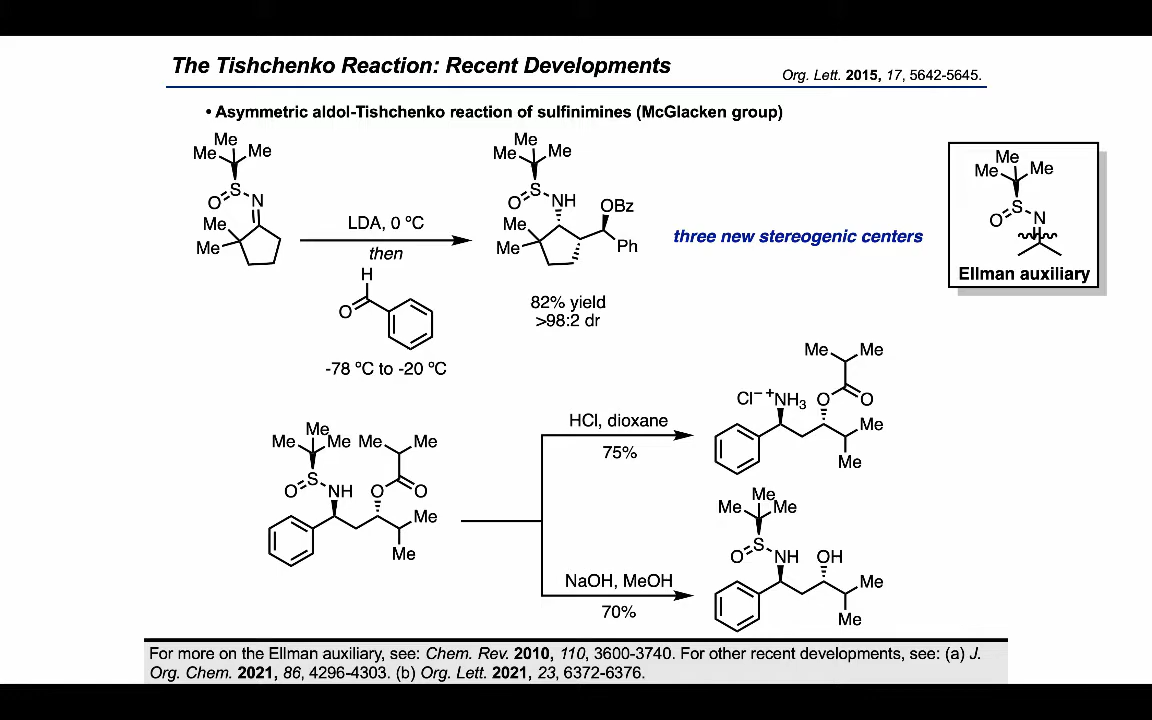 The Tishchenko Reaction: Recent Developments
Org. Lett. 2015, 17, 5642-5645.
• Asymmetric aldol-Tishchenko reaction of sulfinimines (McGlacken group)
Me
Me Me
S
O N
Me
Me
LDA, 0 ºC
then
H
O
-78 ºC to -20 ºC
Me
Me Me
S
O NH
OBz
Me
Me
Ph
82% yield
>98:2 dr
three new stereogenic centers
Me
Me Me
S
O N
Ellman auxiliary
Me
Me Me Me Me
S
O NH O O
Me
Me
HCl, dioxane
75%
Me Me
Cl– +NH3 O O
Me
Me
NaOH, MeOH
70%
Me
Me Me
S
O NH OH
Me
Me
For more on the Ellman auxiliary, see: Chem. Rev. 2010, 110, 3600-3740. For other recent developments, see: (a) J.
Org. Chem. 2021, 86, 4296-4303. (b) Org. Lett. 2021, 23, 6372-6376.